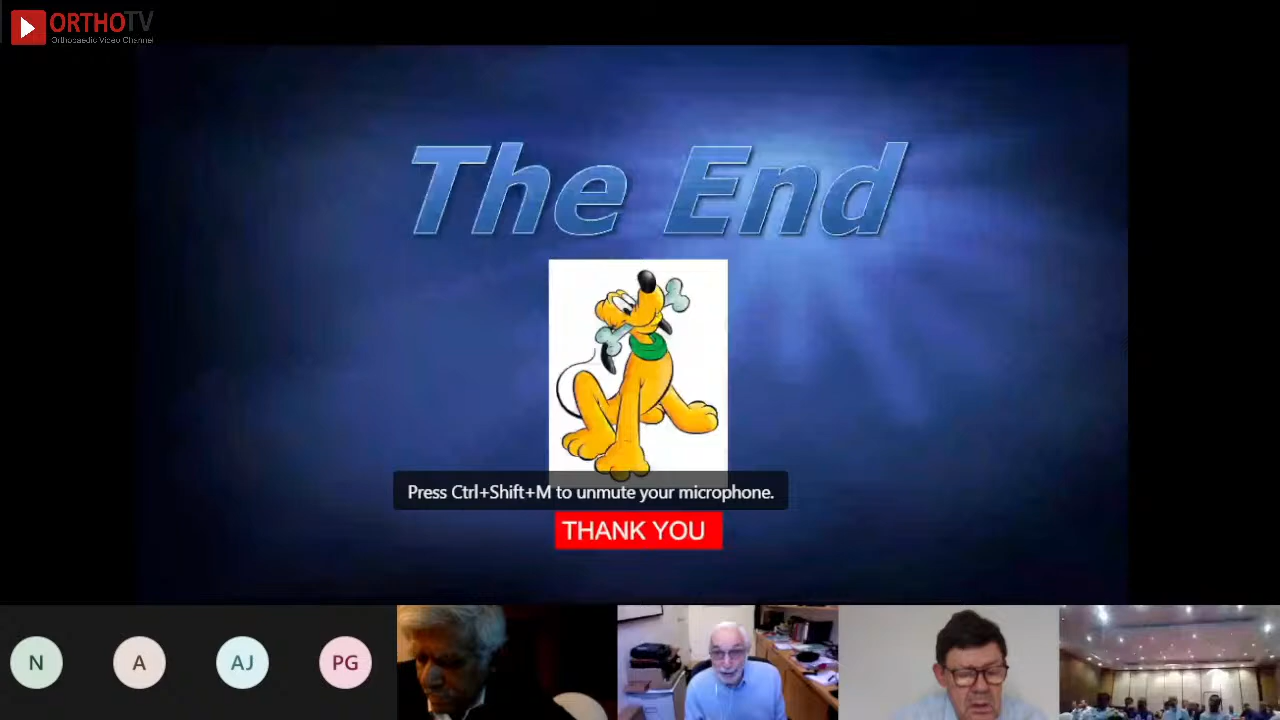 ORTHOTV
Orthopaedic Video Channel
The End
Press Ctrl+Shift+M to unmute your microphone.
THANK YOU
N
A
AJ
PG